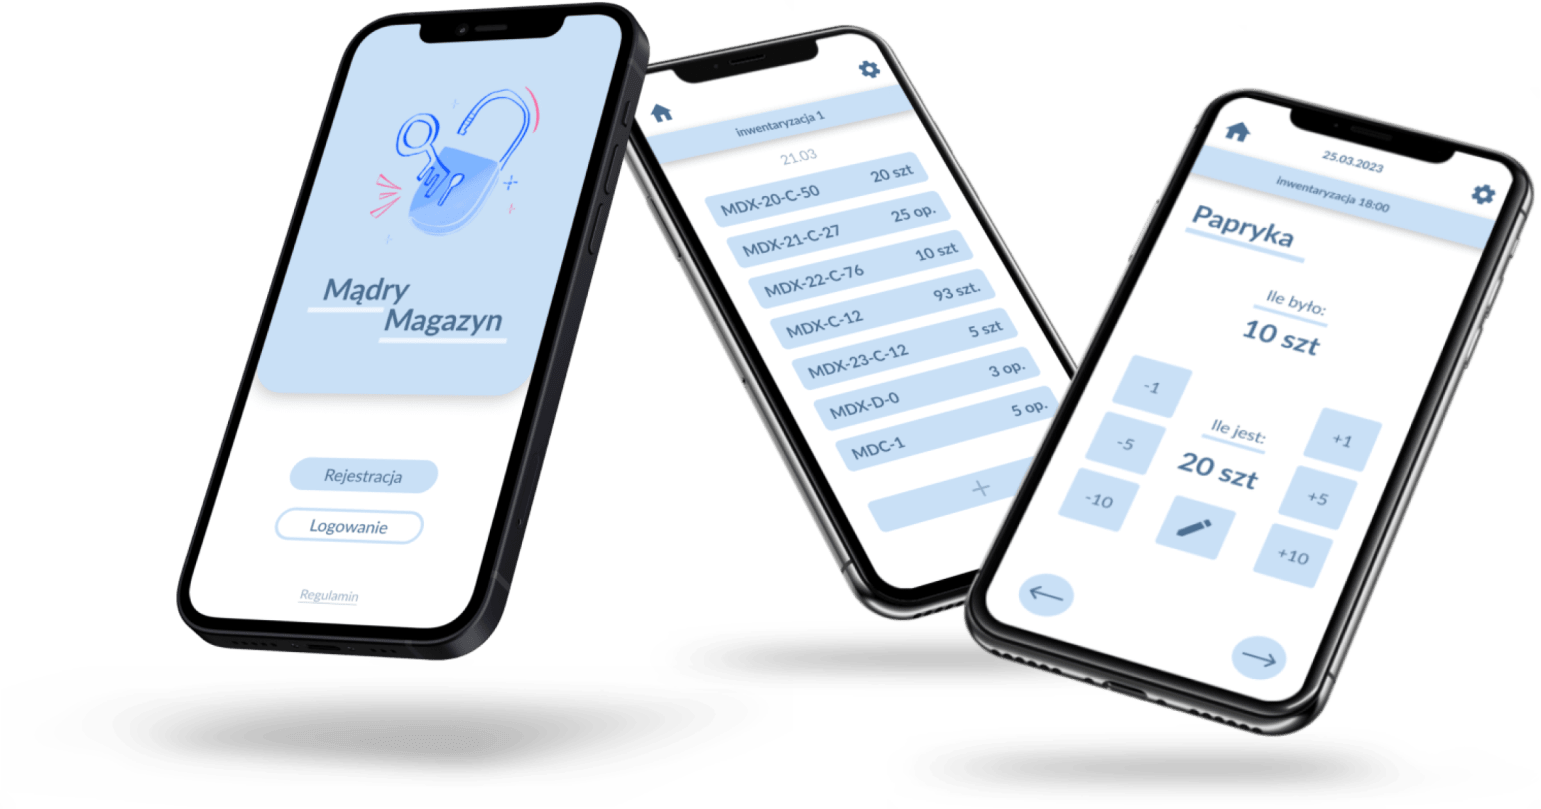 Mądry
Magazyn
Rejestracja
Logowanie
Regulamin
inwentaryzacja 1
21.03
MDX-20-C-50 20 szt
MDX-21-C-27 25 op.
MDX-22-C-76 10 szt
MDX-C-12 93 szt.
MDX-23-C-12 5 szt
MDX-D-0 3 op.
MDC-1 5 op.
+
25.03.2023
inwentaryzacja 18:00
Papryka
Ile było:
10 szt
-1
-5
-10
Ile jest:
20 szt
+1
+5
+10